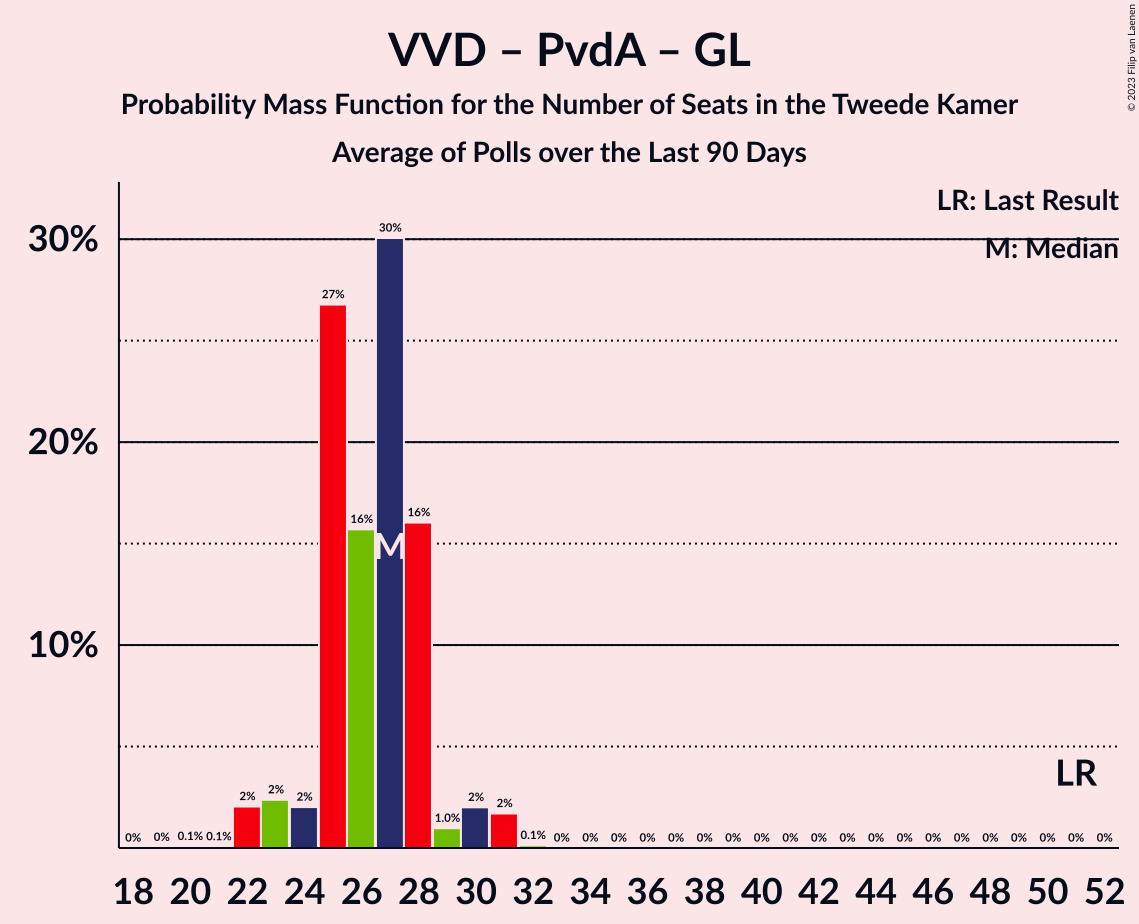 VVD – PvdA – GL
Probability Mass Function for the Number of Seats in the Tweede Kamer
Average of Polls over the Last 90 Days
© 2023 Filip van Laenen
LR: Last Result
M: Median
30%
20%
10%
0% 0% 0.1% 0.1% 2% 2% 2% 27% 16% 30% 16% 1.0% 2% 2% 0.1% 0% 0% 0% 0% 0% 0% 0% 0% 0% 0% 0% 0% 0% 0% 0% 0% 0% 0% 0% 0%
M
LR
18 20 22 24 26 28 30 32 34 36 38 40 42 44 46 48 50 52